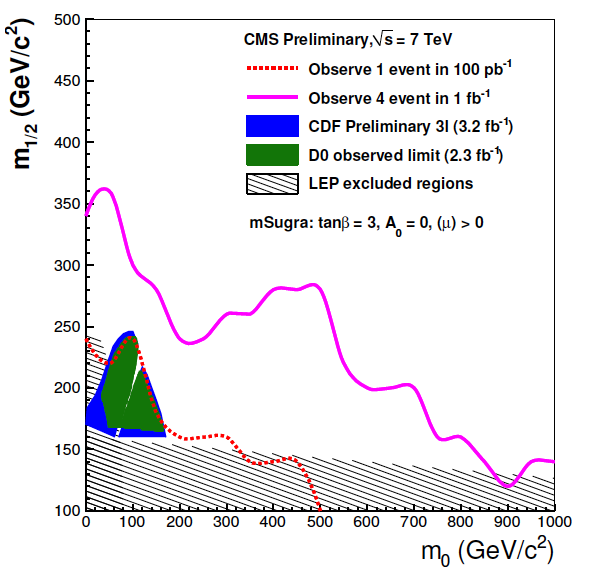 CMS Preliminary,√s = 7 TeV
Observe 1 event in 100 pb⁻¹
Observe 4 event in 1 fb⁻¹
CDF Preliminary 3l (3.2 fb⁻¹)
D0 observed limit (2.3 fb⁻¹)
LEP excluded regions
mSugra: tanβ = 3, A₀ = 0, (μ) > 0
m₁/₂ (GeV/c²)
500
450
400
350
300
250
200
150
100
0 100 200 300 400 500 600 700 800 900 1000
m₀ (GeV/c²)